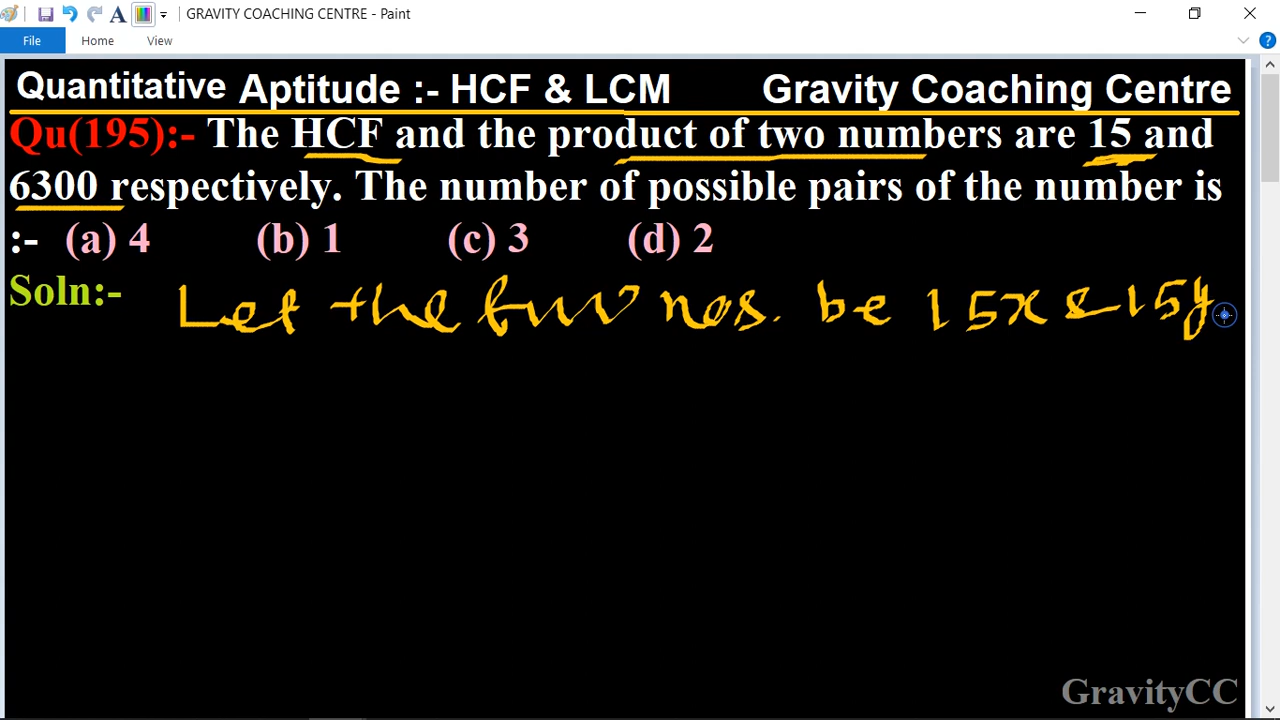 GRAVITY COACHING CENTRE - Paint
File Home View
Quantitative Aptitude :- HCF & LCM Gravity Coaching Centre
Qu(195):- The HCF and the product of two numbers are 15 and
6300 respectively. The number of possible pairs of the number is
:- (a) 4 (b) 1 (c) 3 (d) 2
Soln:- Let the two nos. be 15x & 15y
GravityCC